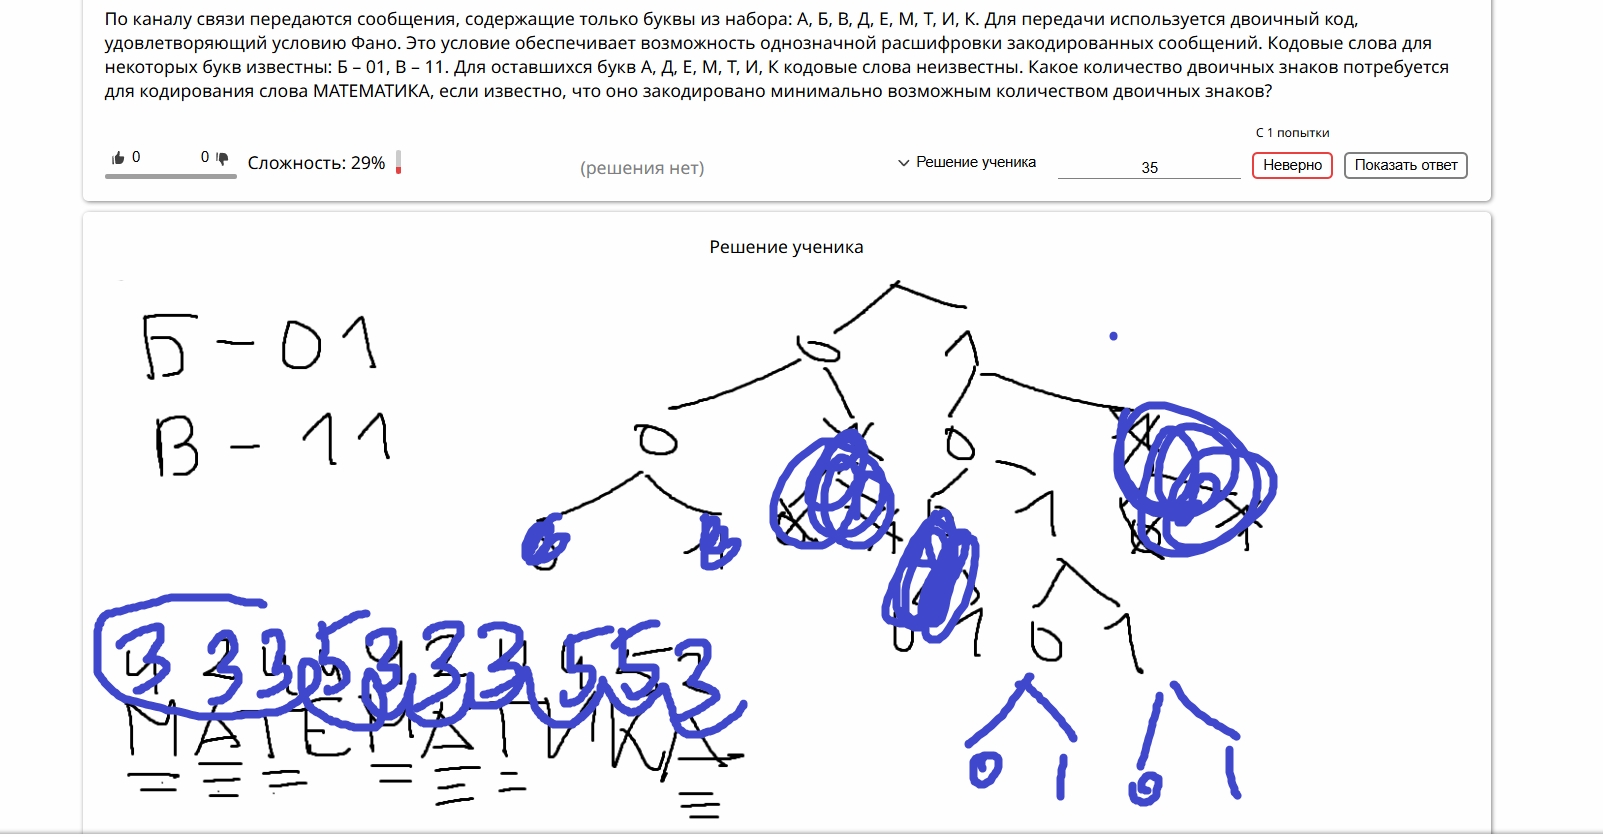 По каналу связи передаются сообщения, содержащие только буквы из набора: А, Б, В, Д, Е, М, Т, И, К. Для передачи используется двоичный код,
удовлетворяющий условию Фано. Это условие обеспечивает возможность однозначной расшифровки закодированных сообщений. Кодовые слова для
некоторых букв известны: Б – 01, В – 11. Для оставшихся букв А, Д, Е, М, Т, И, К кодовые слова неизвестны. Какое количество двоичных знаков потребуется
для кодирования слова МАТЕМАТИКА, если известно, что оно закодировано минимально возможным количеством двоичных знаков?
С 1 попытки
0 0 Сложность: 29% (решения нет) Решение ученика 35 Неверно Показать ответ
Решение ученика
Б – 01
В – 11
0 1
0 0
1
0 1 0 1
3 3 3 5 3 3 3 5 5 3
МАТЕМАТИКА
0 1 0 1